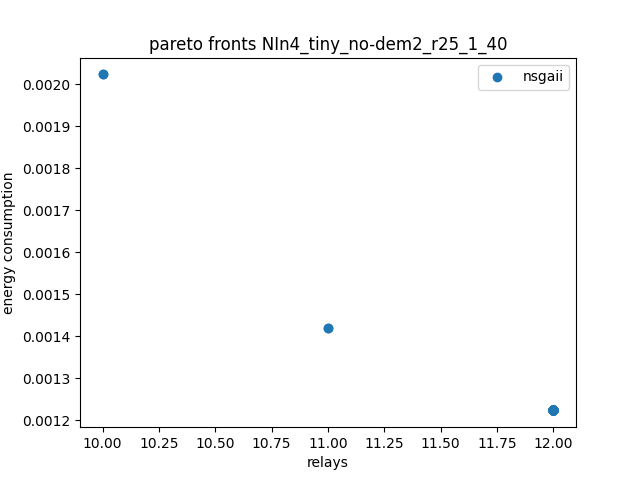 pareto fronts NIn4_tiny_no-dem2_r25_1_40
nsgaii
energy consumption
0.0020
0.0019
0.0018
0.0017
0.0016
0.0015
0.0014
0.0013
0.0012
10.00 10.25 10.50 10.75 11.00 11.25 11.50 11.75 12.00
relays